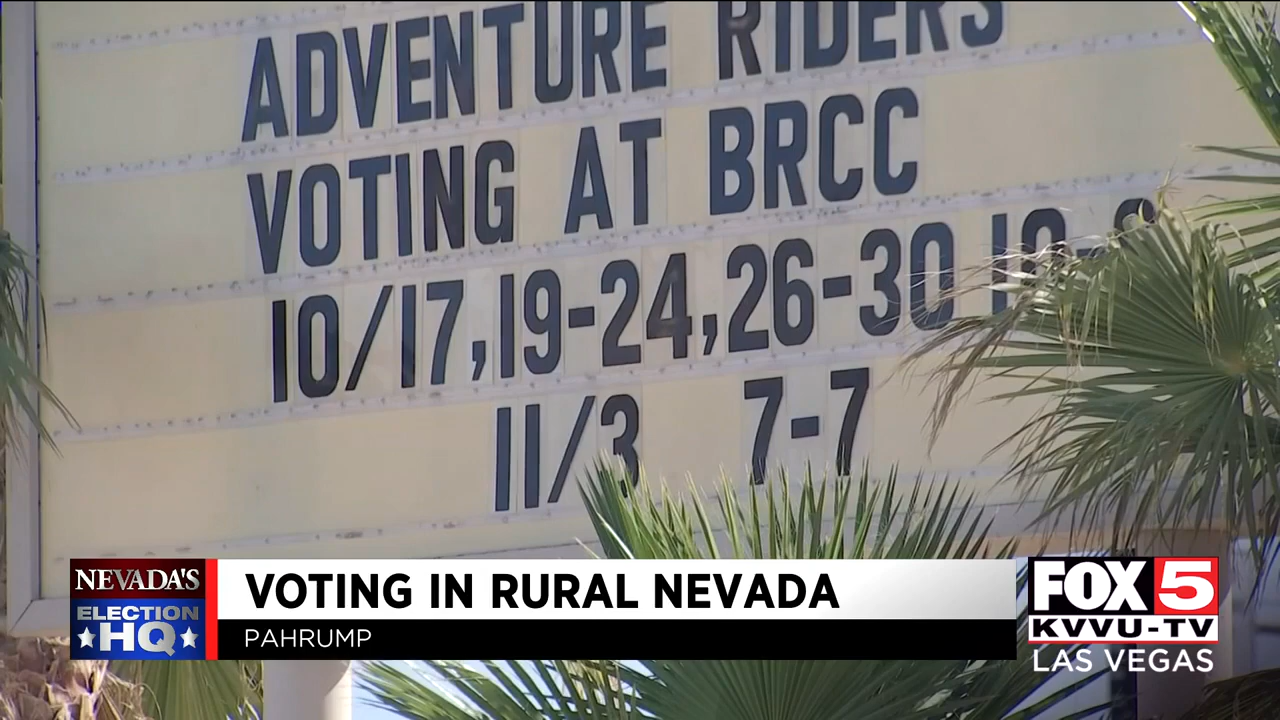 ADVENTURE RIDERS
VOTING AT BRCC
10/17,19-24,26-30
11/3 7-7
NEVADA'S
ELECTION
HQ
VOTING IN RURAL NEVADA
PAHRUMP
FOX 5
KVVU-TV
LAS VEGAS